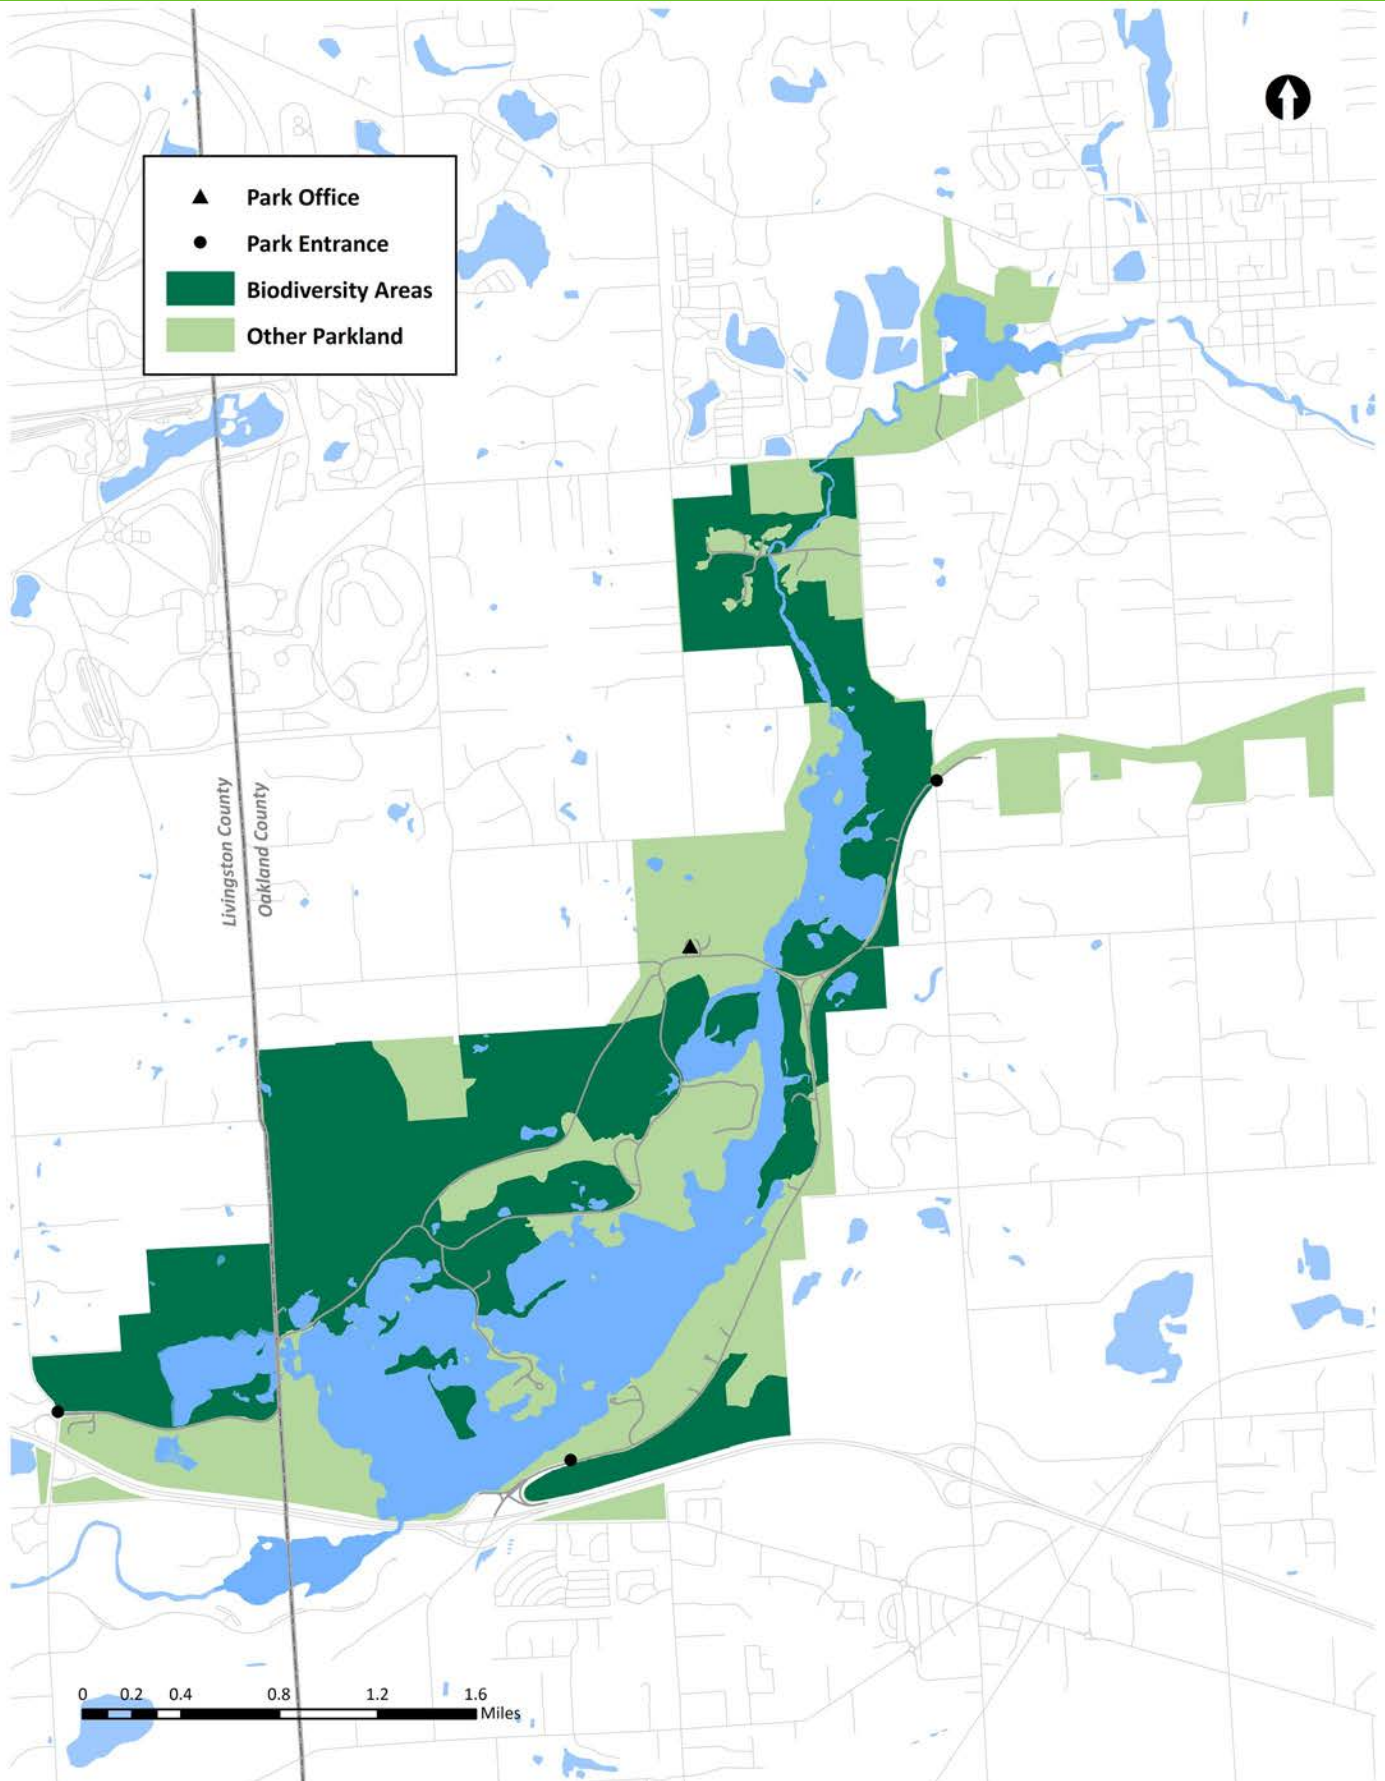 Park Office
Park Entrance
Biodiversity Areas
Other Parkland
Livingston County
Oakland County
0 0.2 0.4 0.8 1.2 1.6
Miles